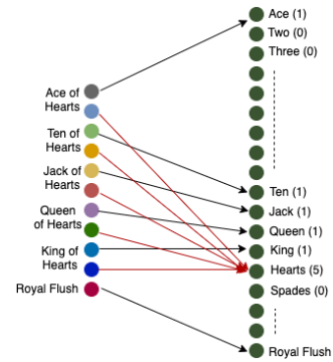 Ace of
Hearts
Ten of
Hearts
Jack of
Hearts
Queen
of Hearts
King of
Hearts
Royal Flush
Ace (1)
Two (0)
Three (0)
Ten (1)
Jack (1)
Queen (1)
King (1)
Hearts (5)
Spades (0)
Royal Flush